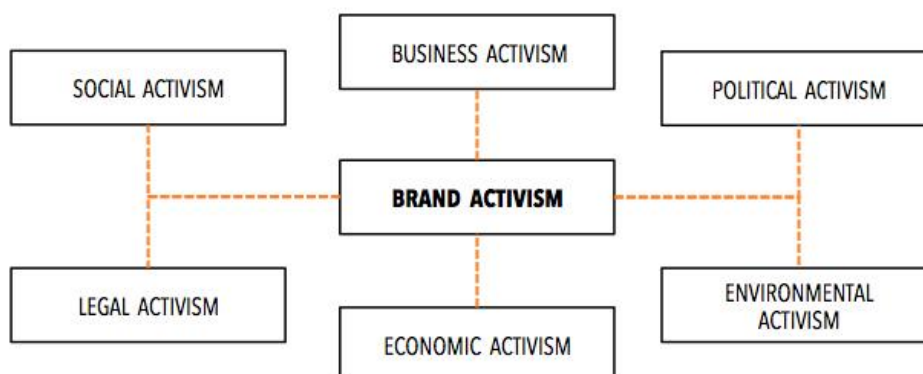 BUSINESS ACTIVISM
SOCIAL ACTIVISM
POLITICAL ACTIVISM
BRAND ACTIVISM
LEGAL ACTIVISM
ENVIRONMENTAL
ACTIVISM
ECONOMIC ACTIVISM